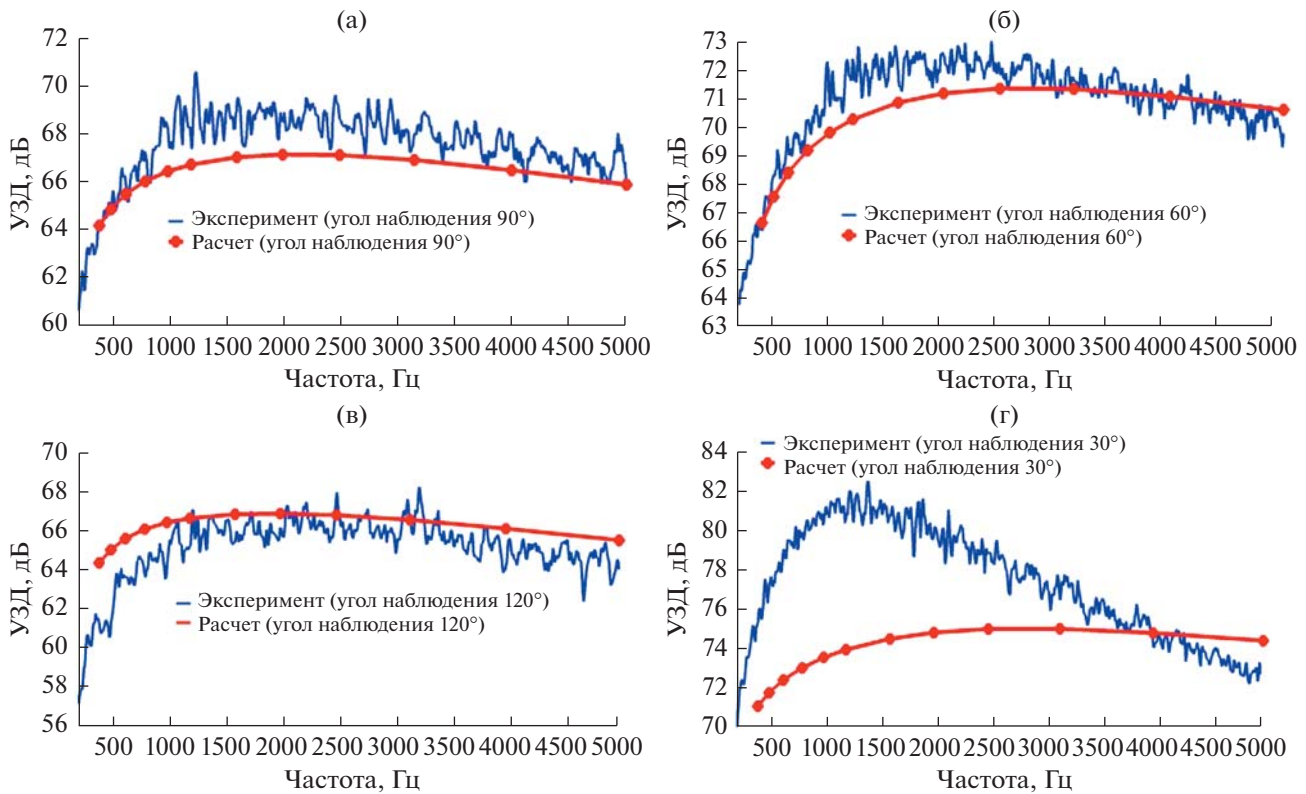 (а)
72
70
68
66
64
62
60
УЗД, дБ
Эксперимент (угол наблюдения 90°)
Расчет (угол наблюдения 90°)
500 1000 1500 2000 2500 3000 3500 4000 4500 5000
Частота, Гц
(б)
73
72
71
70
69
68
67
66
65
64
63
УЗД, дБ
Эксперимент (угол наблюдения 60°)
Расчет (угол наблюдения 60°)
500 1000 1500 2000 2500 3000 3500 4000 4500 5000
Частота, Гц
(в)
70
68
66
64
62
60
58
56
УЗД, дБ
Эксперимент (угол наблюдения 120°)
Расчет (угол наблюдения 120°)
500 1000 1500 2000 2500 3000 3500 4000 4500 5000
Частота, Гц
(г)
84
82
80
78
76
74
72
70
УЗД, дБ
Эксперимент (угол наблюдения 30°)
Расчет (угол наблюдения 30°)
500 1000 1500 2000 2500 3000 3500 4000 4500 5000
Частота, Гц